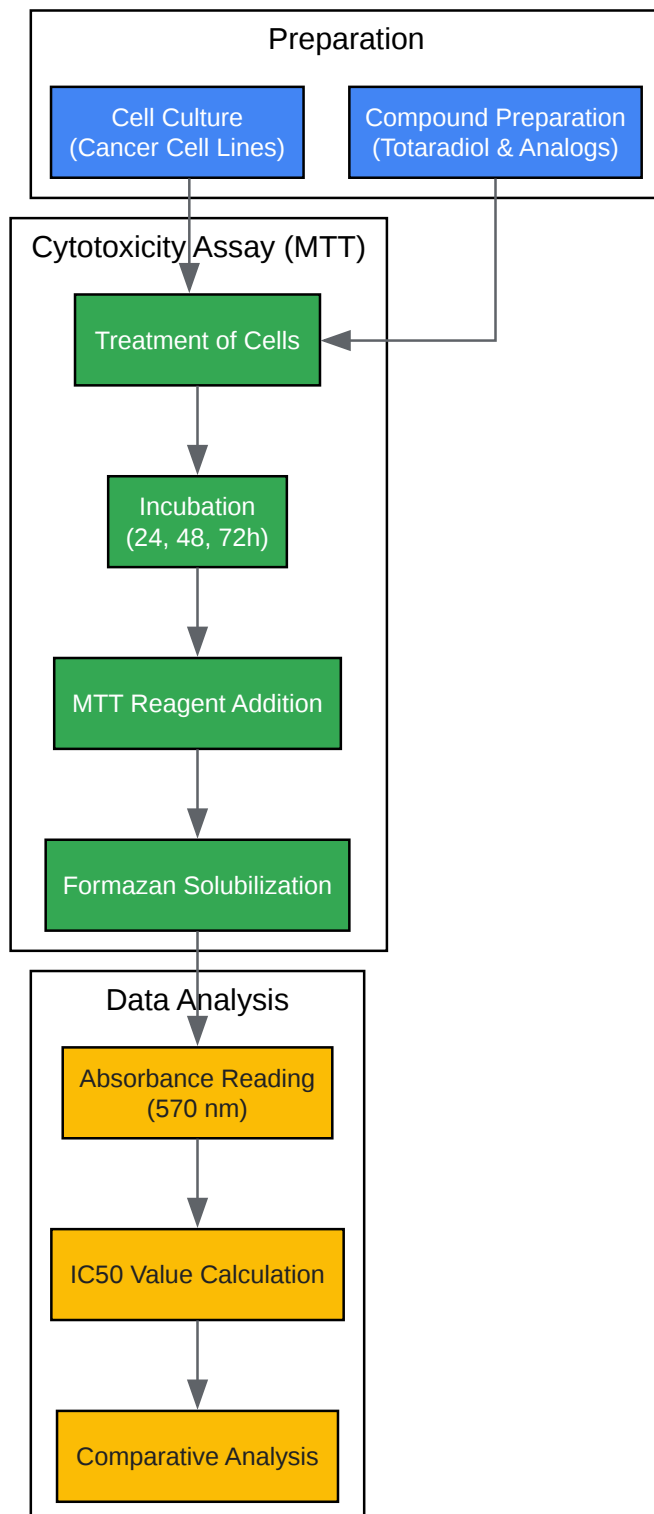 Preparation
Cell Culture
(Cancer Cell Lines)
Compound Preparation
(Totaradiol & Analogs)
Cytotoxicity Assay (MTT)
Treatment of Cells
Incubation
(24, 48, 72h)
MTT Reagent Addition
Formazan Solubilization
Data Analysis
Absorbance Reading
(570 nm)
IC50 Value Calculation
Comparative Analysis